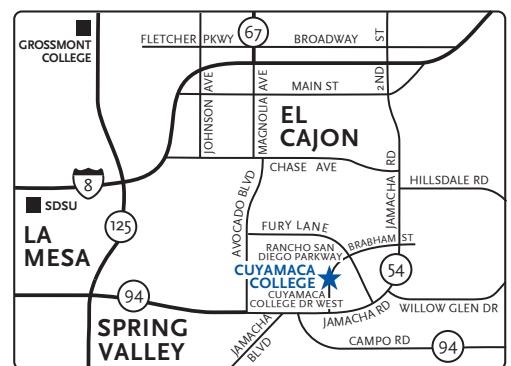 GROSSMONT
COLLEGE
FLETCHER PKWY
67
BROADWAY
2ND ST
JOHNSON AVE
MAGNOLIA AVE
MAIN ST
EL
CAJON
CHASE AVE
JAMACHA RD
HILLSDALE RD
8
SDSU
125
LA
MESA
AVOCADO BLVD
FURY LANE
RANCHO SAN
DIEGO PARKWAY
BRABHAM ST
CUYAMACA
COLLEGE
54
CUYAMACA
COLLEGE DR WEST
94
JAMACHA RD
WILLOW GLEN DR
SPRING
VALLEY
JAMACHA
BLVD
CAMPO RD
94